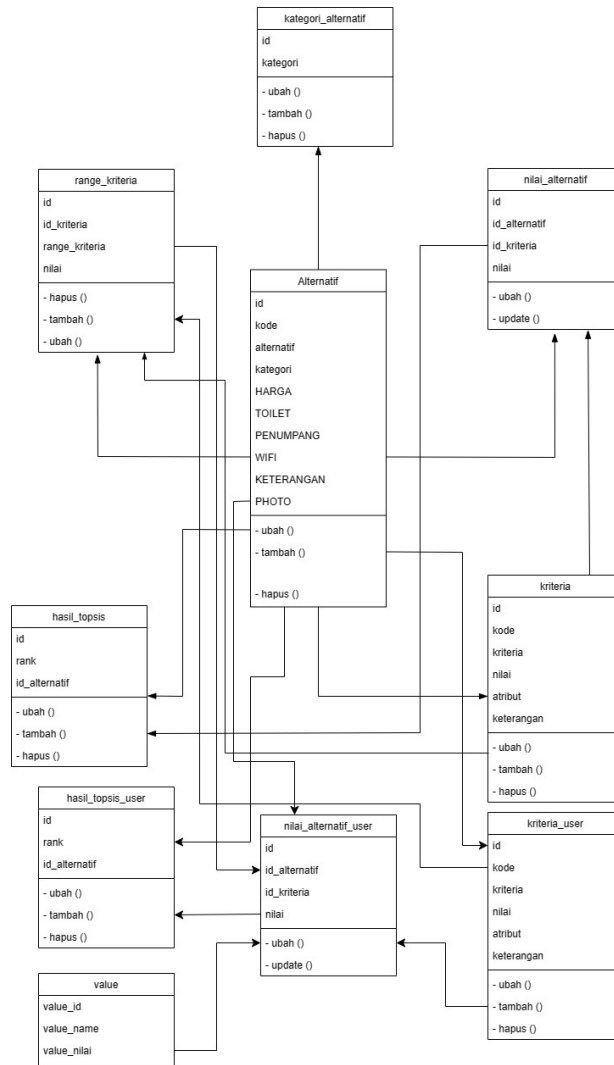 kategori_alternatif
id
kategori
- ubah ()
- tambah ()
- hapus ()
range_kriteria
id
id_kriteria
range_kriteria
nilai
- hapus ()
- tambah ()
- ubah ()
nilai_alternatif
id
id_alternatif
id_kriteria
nilai
- ubah ()
- update ()
Alternatif
id
kode
alternatif
kategori
HARGA
TOILET
PENUMPANG
WIFI
KETERANGAN
PHOTO
- ubah ()
- tambah ()
- hapus ()
hasil_topsis
id
rank
id_alternatif
- ubah ()
- tambah ()
- hapus ()
kriteria
id
kode
kriteria
nilai
atribut
keterangan
- ubah ()
- tambah ()
- hapus ()
hasil_topsis_user
id
rank
id_alternatif
- ubah ()
- tambah ()
- hapus ()
nilai_alternatif_user
id
id_alternatif
id_kriteria
nilai
- ubah ()
- update ()
kriteria_user
id
kode
kriteria
nilai
atribut
keterangan
- ubah ()
- tambah ()
- hapus ()
value
value_id
value_name
value_nilai